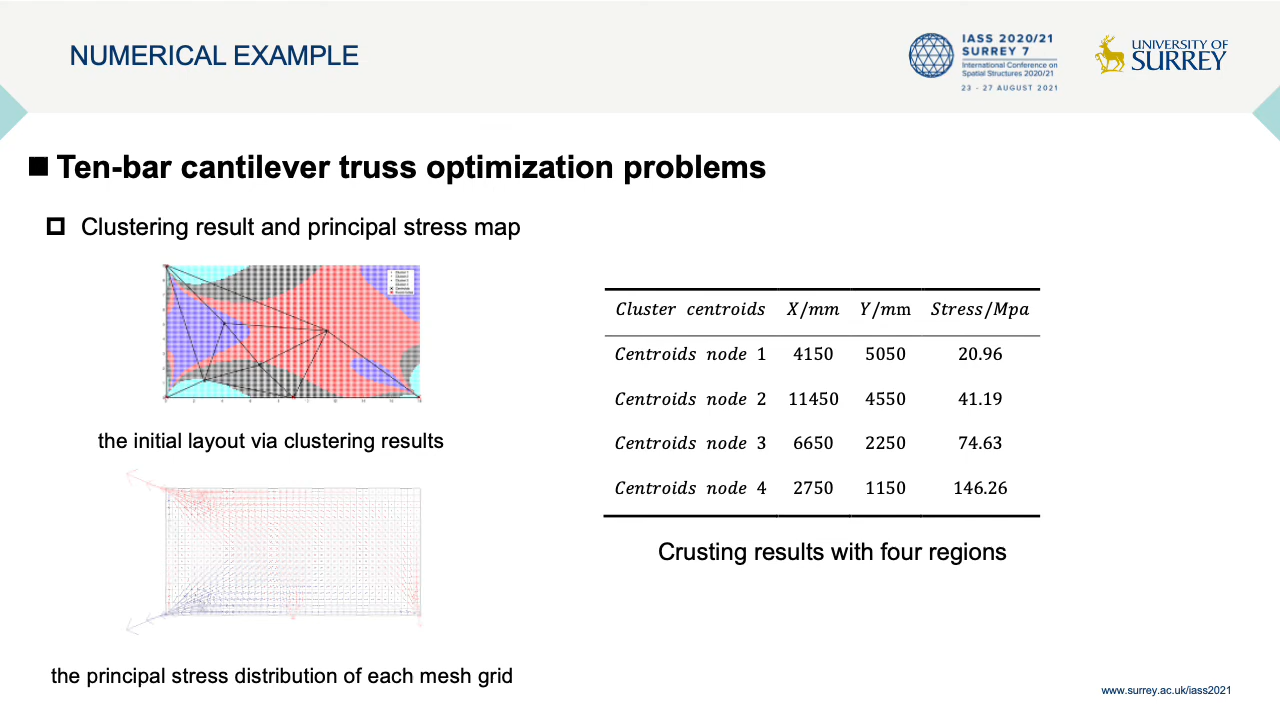 NUMERICAL EXAMPLE
IASS 2020/21
SURREY 7
International Conference on
Spatial Structures 2020/21
23 - 27 AUGUST 2021
UNIVERSITY OF
SURREY
Ten-bar cantilever truss optimization problems
Clustering result and principal stress map
the initial layout via clustering results
the principal stress distribution of each mesh grid
Cluster centroids X/mm Y/mm Stress/Mpa
Centroids node 1 4150 5050 20.96
Centroids node 2 11450 4550 41.19
Centroids node 3 6650 2250 74.63
Centroids node 4 2750 1150 146.26
Crusting results with four regions
www.surrey.ac.uk/iass2021